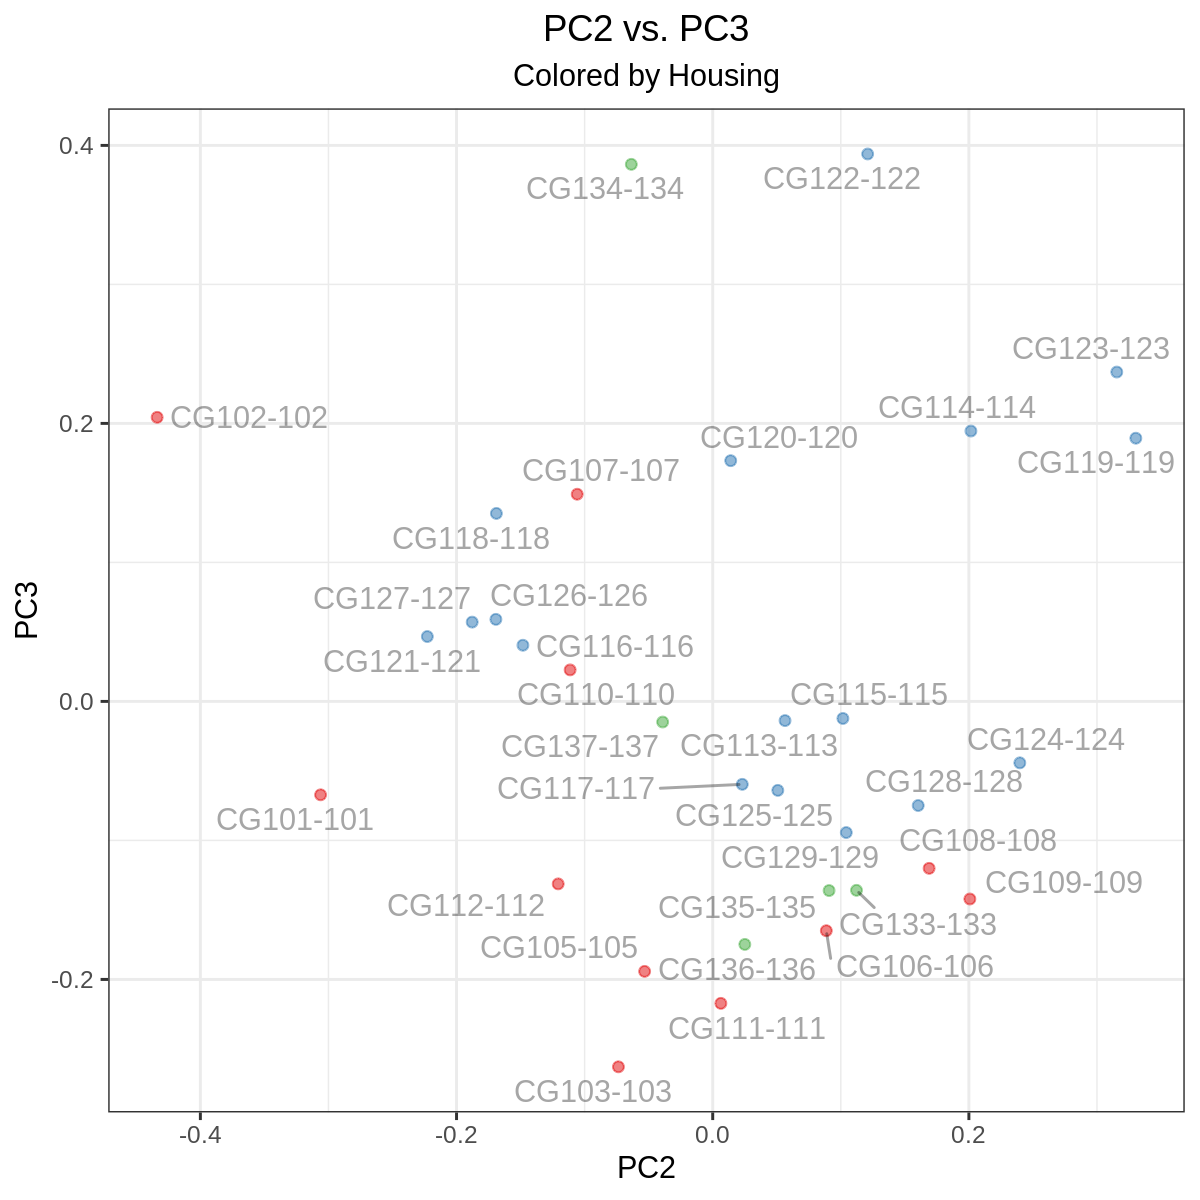 PC2 vs. PC3
Colored by Housing
0.4
CG134-134
CG122-122
CG123-123
0.2
CG102-102
CG114-114
CG120-120
CG119-119
CG107-107
CG118-118
PC3
CG127-127
CG126-126
CG116-116
CG121-121
CG110-110
CG115-115
0.0
CG137-137
CG113-113
CG124-124
CG117-117
CG128-128
CG101-101
CG125-125
CG108-108
CG129-129
CG109-109
CG112-112
CG135-135
CG133-133
CG105-105
CG136-136
CG106-106
-0.2
CG111-111
CG103-103
-0.4
-0.2
0.0
0.2
PC2